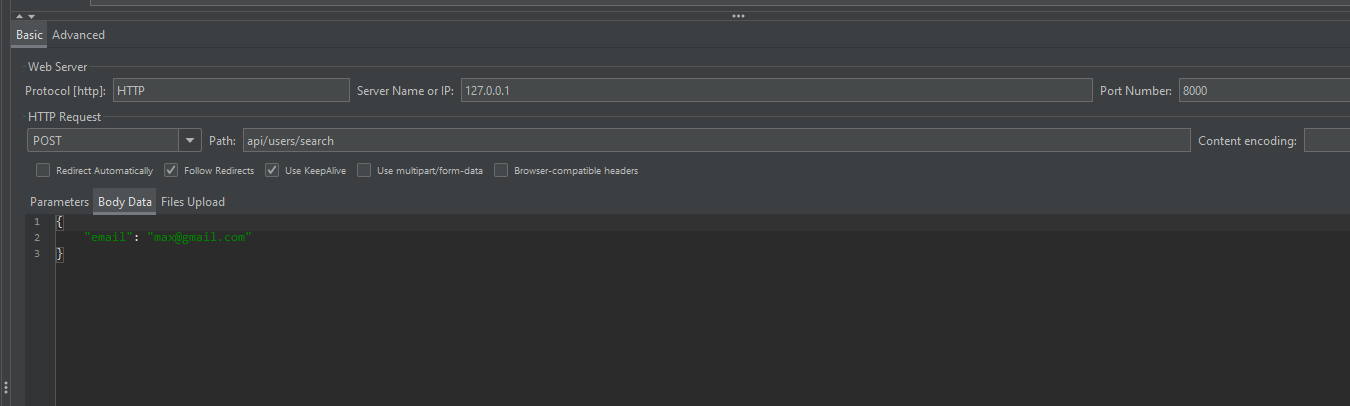 Basic Advanced
Web Server
Protocol [http]: HTTP Server Name or IP: 127.0.0.1 Port Number: 8000
HTTP Request
POST Path: api/users/search Content encoding:
Redirect Automatically Follow Redirects Use KeepAlive Use multipart/form-data Browser-compatible headers
Parameters Body Data Files Upload
1 {
2 "email": "max@gmail.com"
3 }